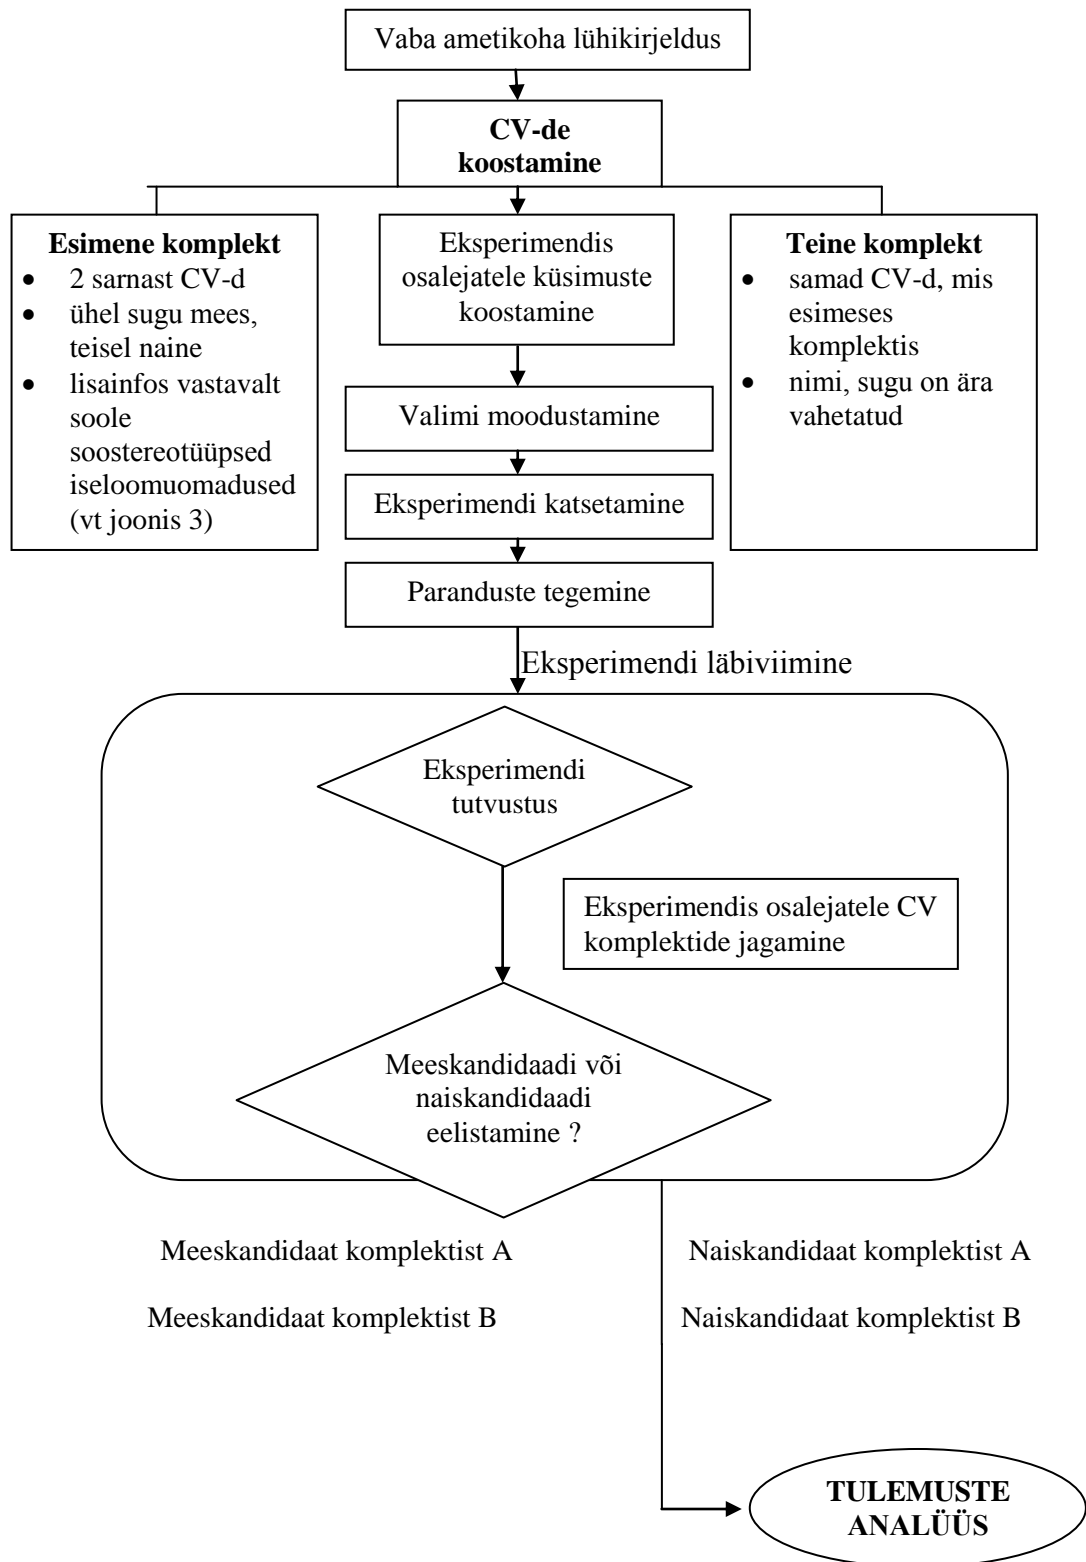 Vaba ametikoha lühikirjeldus
CV-de
koostamine
Esimene komplekt
• 2 sarnast CV-d
• ühel sugu mees,
teisel naine
• lisainfos vastavalt
soole
soostereotüüpsed
iseloomuomadused
(vt joonis 3)
Eksperimendis
osalejatele küsimuste
koostamine
Teine komplekt
• samad CV-d, mis
esimeses
komplektis
• nimi, sugu on ära
vahetatud
Valimi moodustamine
Eksperimendi katsetamine
Paranduste tegemine
Eksperimendi läbiviimine
Eksperimendi
tutvustus
Eksperimendis osalejatele CV
komplektide jagamine
Meeskandidaadi või
naiskandidaadi
eelistamine ?
Meeskandidaat komplektist A
Naiskandidaat komplektist A
Meeskandidaat komplektist B
Naiskandidaat komplektist B
TULEMUSTE
ANALÜÜS